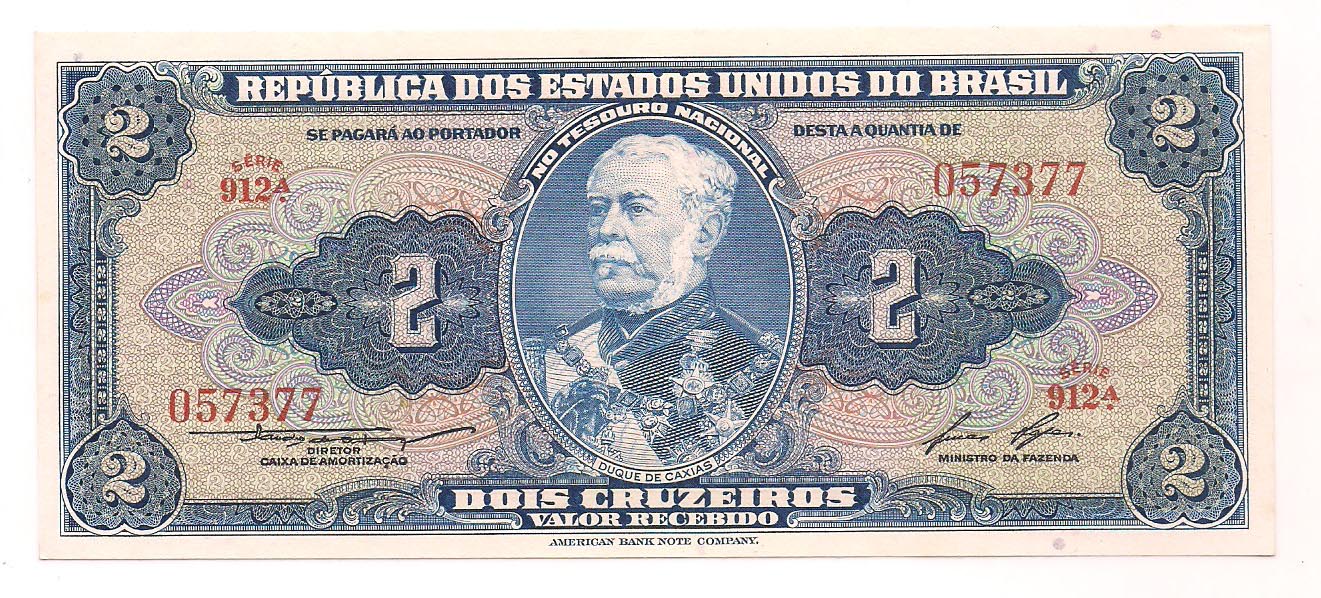 REPÚBLICA DOS ESTADOS UNIDOS DO BRASIL
2
2
SE PAGARÁ AO PORTADOR
NO TESOURO NACIONAL
DESTA A QUANTIA DE
SÉRIE
912A.
057377
2
2
057377
SÉRIE
912A.
DIRETOR
CAIXA DE AMORTIZAÇÃO
MINISTRO DA FAZENDA
DUQUE DE CAXIAS
2
2
DOIS CRUZEIROS
VALOR RECEBIDO
AMERICAN BANK NOTE COMPANY.